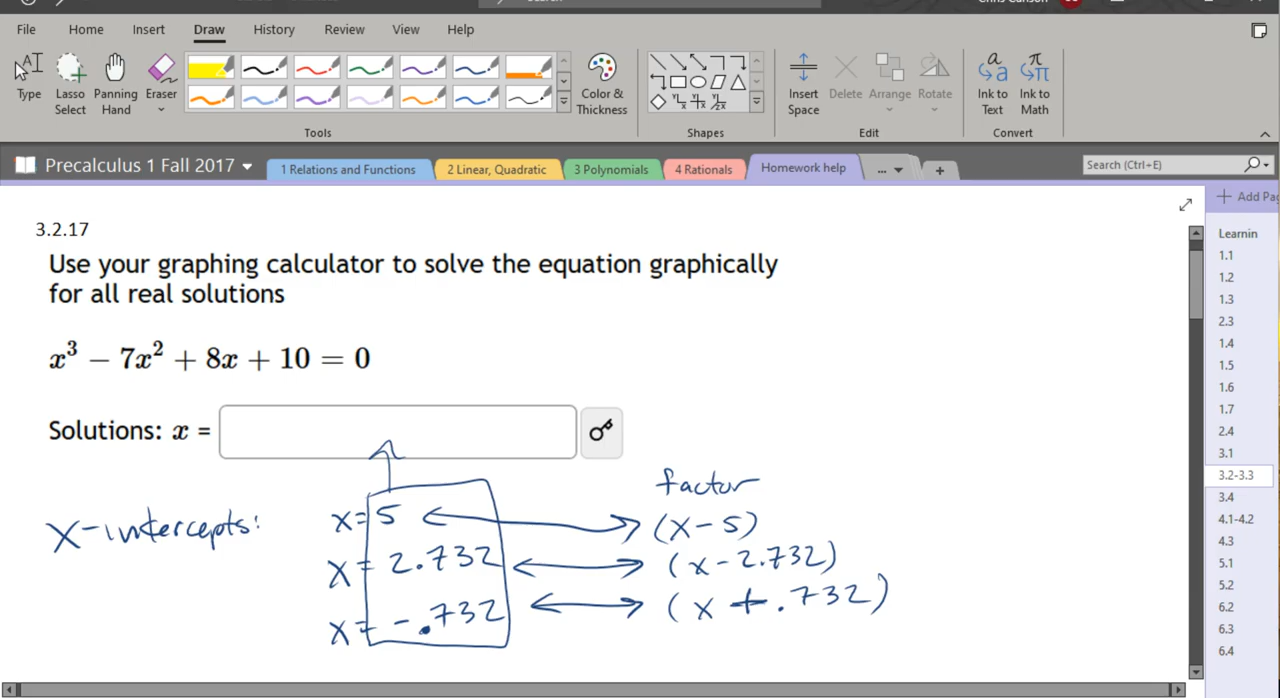 File Home Insert Draw History Review View Help
Type Lasso Select Panning Hand Eraser Color & Thickness Insert Space Delete Arrange Rotate Ink to Text Ink to Math
Tools Shapes Edit Convert
Precalculus 1 Fall 2017 1 Relations and Functions 2 Linear, Quadratic 3 Polynomials 4 Rationals Homework help ... + Search (Ctrl+E)
+ Add Pag
3.2.17
Use your graphing calculator to solve the equation graphically
for all real solutions
x³ − 7x² + 8x + 10 = 0
Solutions: x =
X-intercepts:
factor
x = 5 (x − 5)
x = 2.732 (x − 2.732)
x = −.732 (x + .732)
Learnin
1.1
1.2
1.3
2.3
1.4
1.5
1.6
1.7
2.4
3.1
3.2-3.3
3.4
4.1-4.2
4.3
5.1
5.2
6.2
6.3
6.4